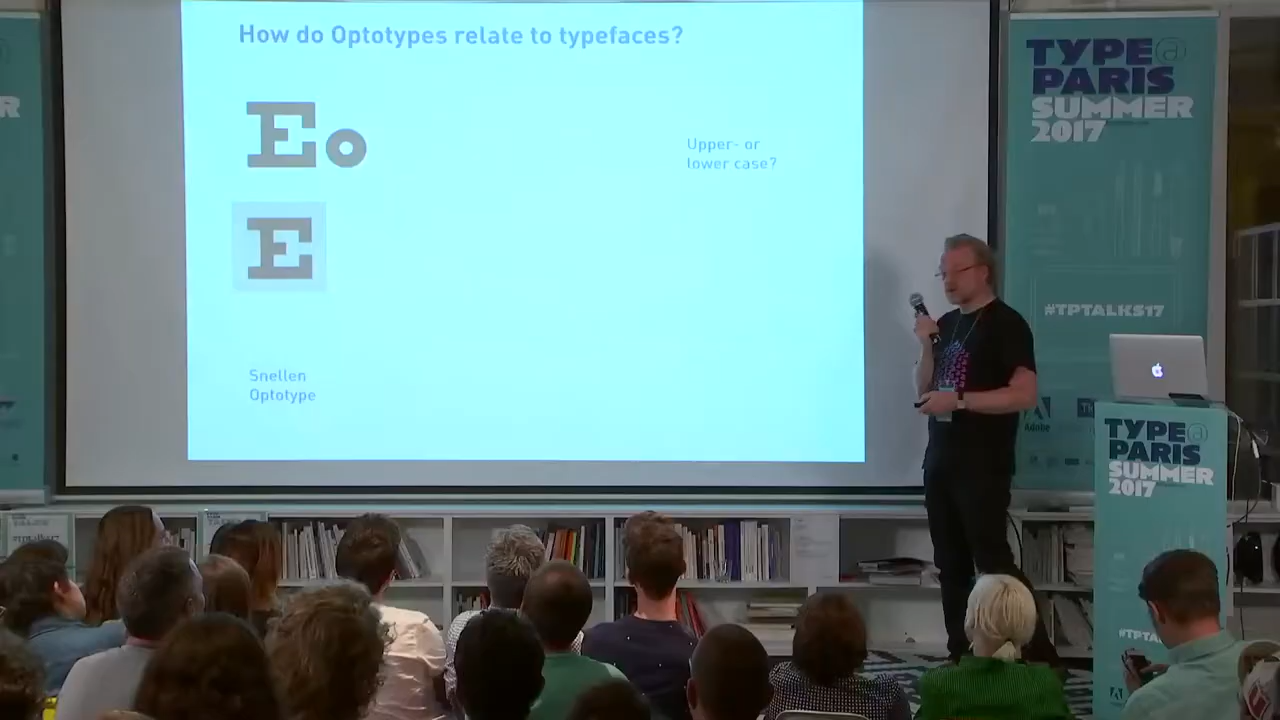 How do Optotypes relate to typefaces?
Eo
Upper- or
lower case?
E
Snellen
Optotype
TYPE@
PARIS
SUMMER
2017
#TPTALKS17
Adobe
TYPE@
PARIS
SUMMER
2017
R